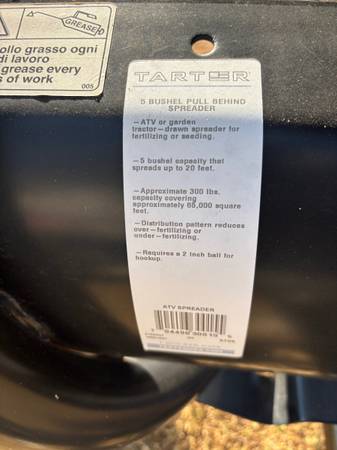 GREASE
ollo grasso ogni
di lavoro
grease every
s of work
005
TARTER
5 BUSHEL PULL BEHIND
SPREADER
—ATV or garden
tractor—drawn spreader for
fertilizing or seeding.
—5 bushel capacity that
spreads up to 20 feet.
—Approximate 300 lbs.
capacity covering
approximately 65,000 square
feet.
—Distribution pattern reduces
over—fertilizing or
under—fertilizing.
—Requires a 2 inch ball for
hookup.
ATV SPREADER